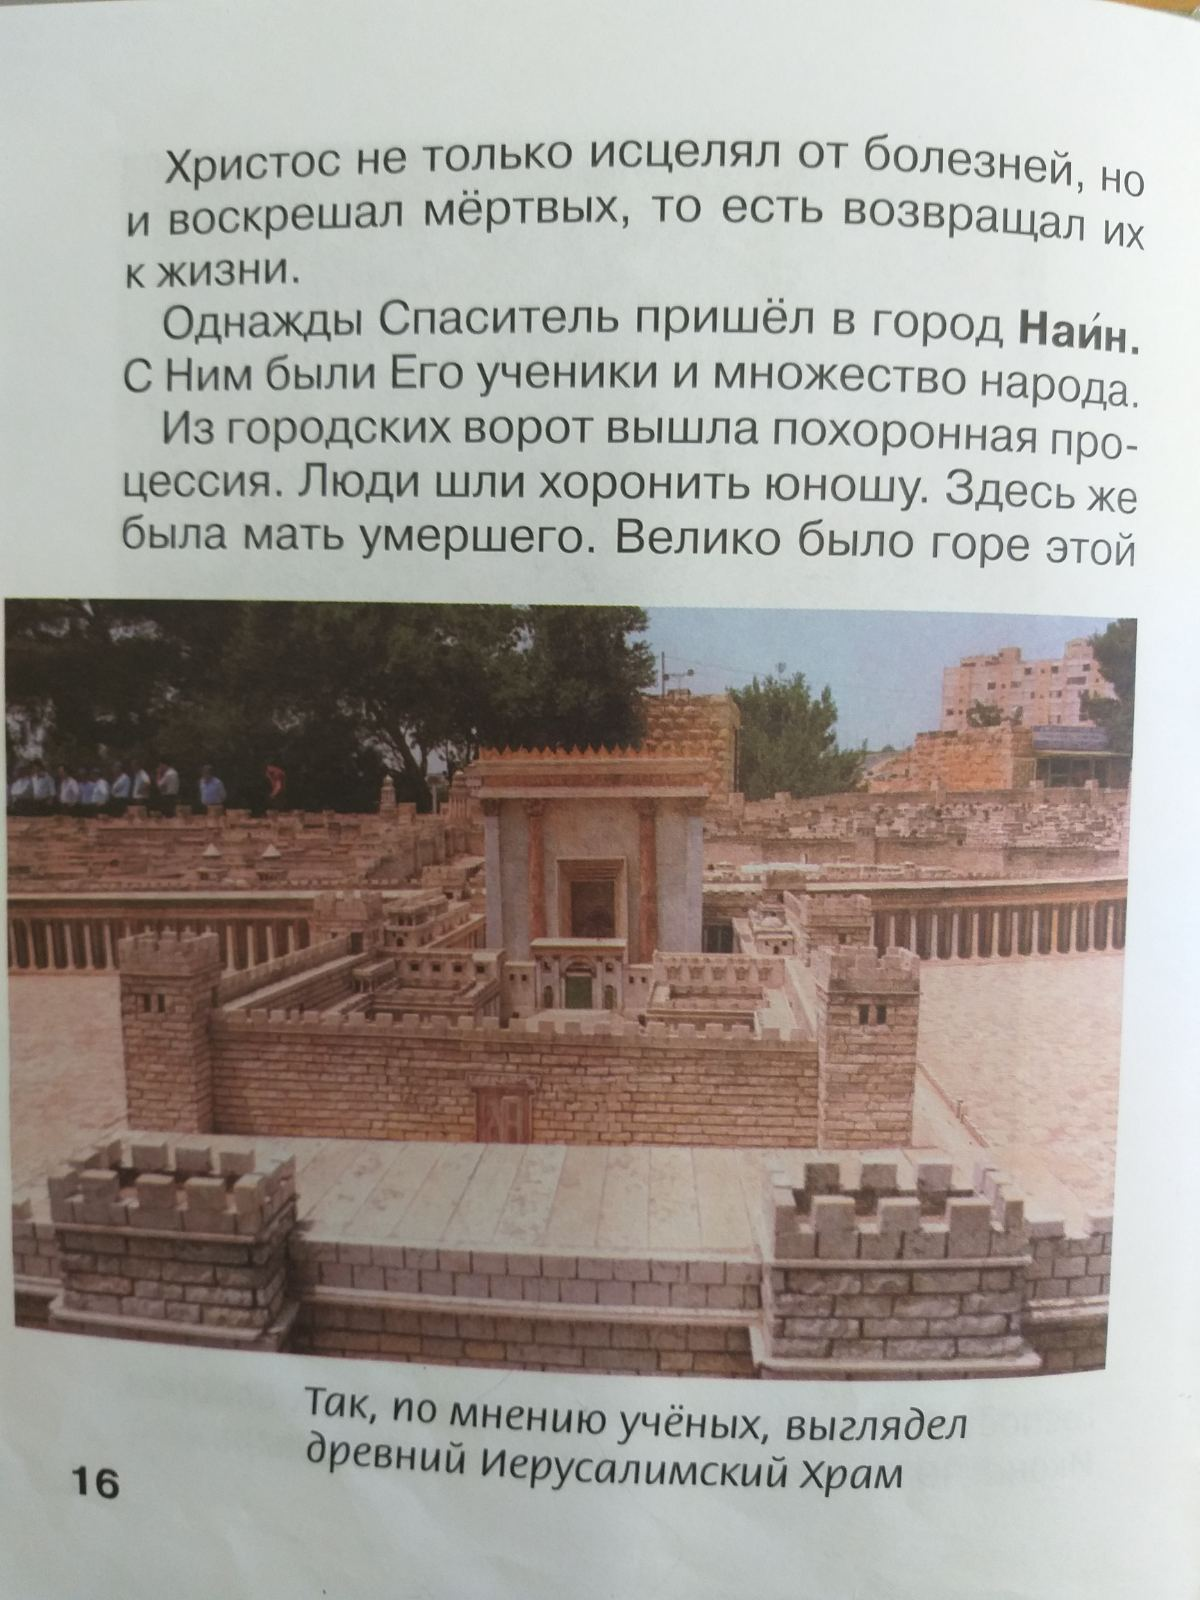 Христос не только исцелял от болезней, но
и воскрешал мёртвых, то есть возвращал их
к жизни.
Однажды Спаситель пришёл в город Наи́н.
С Ним были Его ученики и множество народа.
Из городских ворот вышла похоронная про-
цессия. Люди шли хоронить юношу. Здесь же
была мать умершего. Велико было горе этой
Так, по мнению учёных, выглядел
древний Иерусалимский Храм
16